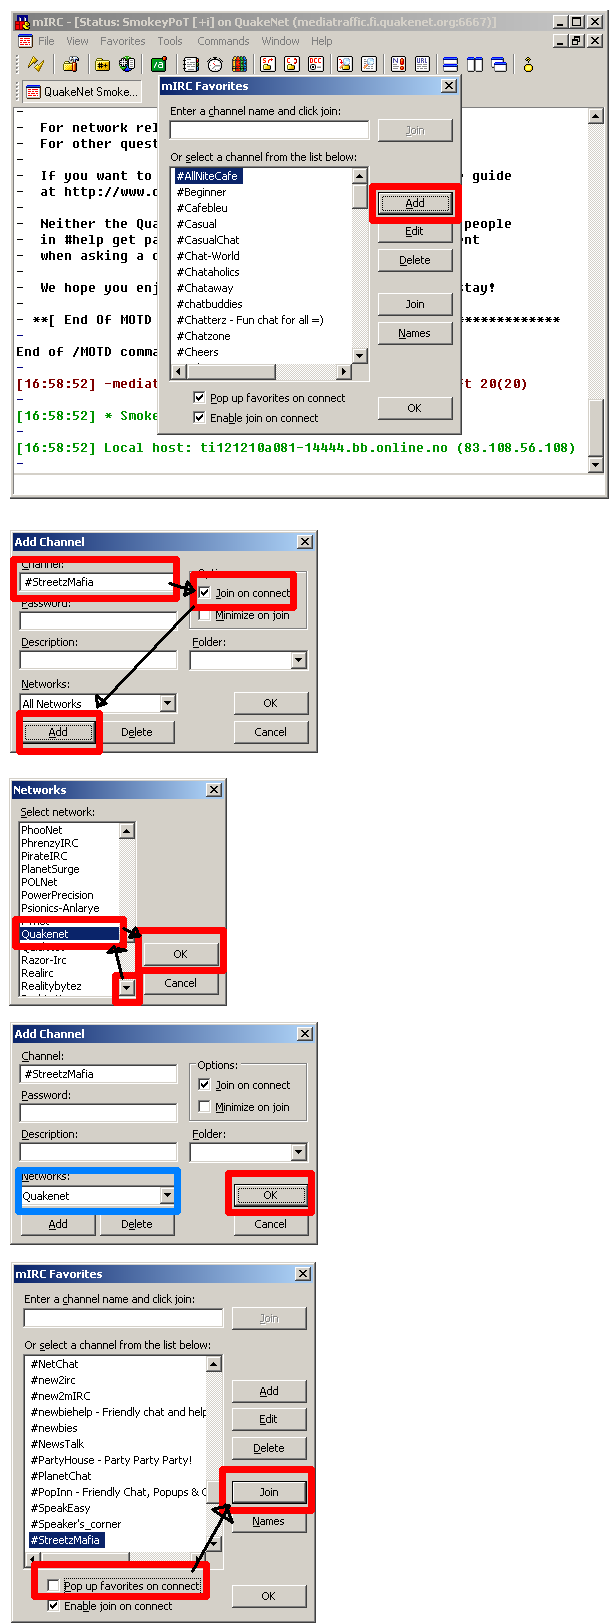 mIRC - [Status: SmokeyPoT [+i] on QuakeNet (mediatraffic.fi.quakenet.org:6667)]
File View Favorites Tools Commands Window Help
QuakeNet Smoke...
mIRC Favorites
Enter a channel name and click join:
Join
Or select a channel from the list below:
#AllNiteCafe
#Beginner
#Cafebleu
#Casual
#CasualChat
#Chat-World
#Chataholics
#Chataway
#chatbuddies
#Chatterz - Fun chat for all =)
#Chatzone
#Cheers
Add
Edit
Delete
Join
Names
Pop up favorites on connect
Enable join on connect
OK
-
- For network rel
- For other quest
-
- If you want to guide
- at http://www.
-
- Neither the Qua people
- in #help get pa ent
- when asking a
-
- We hope you enj stay!
-
- **[ End Of MOTD *************
-
End of /MOTD comma
-
[16:58:52] -mediat ft 20(20)
-
[16:58:52] * Smoke
-
[16:58:52] Local host: ti121210a081-14444.bb.online.no (83.108.56.108)
-
Add Channel
Channel:
#StreetzMafia
Password:
Description:
Networks:
All Networks
Add Delete
Join on connect
Minimize on join
Folder:
OK
Cancel
Networks
Select network:
PhooNet
PhrenzyIRC
PirateIRC
PlanetSurge
POLNet
PowerPrecision
Psionics-Anlarye
Quakenet
Razor-Irc
Realirc
Realitybytez
OK
Cancel
Add Channel
Channel:
#StreetzMafia
Password:
Description:
Networks:
Quakenet
Add Delete
Options:
Join on connect
Minimize on join
Folder:
OK
Cancel
mIRC Favorites
Enter a channel name and click join:
Join
Or select a channel from the list below:
#NetChat
#new2irc
#new2mIRC
#newbiehelp - Friendly chat and help
#newbies
#NewsTalk
#PartyHouse - Party Party Party!
#PlanetChat
#PopInn - Friendly Chat, Popups & G
#SpeakEasy
#Speaker's_corner
#StreetzMafia
Add
Edit
Delete
Join
Names
Pop up favorites on connect
Enable join on connect
OK